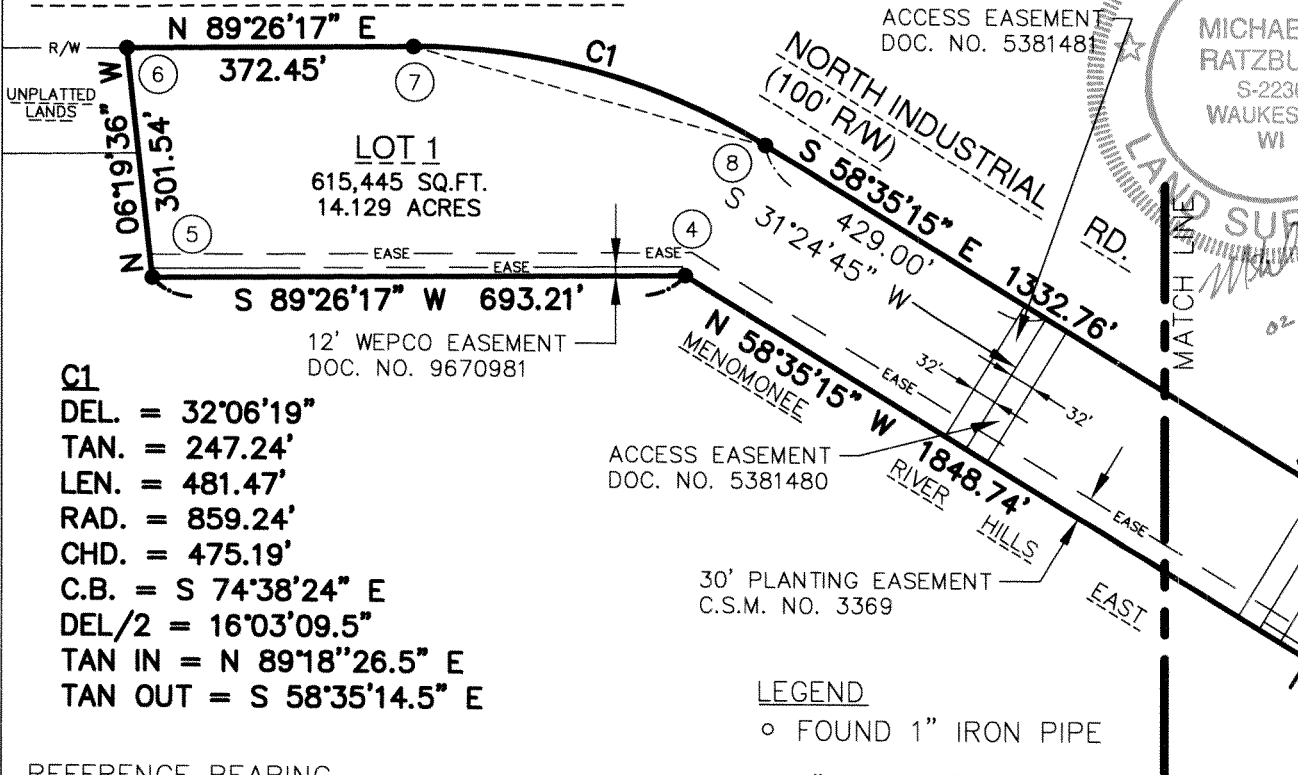 N 89°26'17" E
372.45'
R/W
6
7
C1
UNPLATTED
LANDS
N 06°19'36" W
301.54'
LOT 1
615,445 SQ.FT.
14.129 ACRES
5
EASE
EASE
EASE
4
8
S 89°26'17" W 693.21'
12' WEPCO EASEMENT
DOC. NO. 9670981
ACCESS EASEMENT
DOC. NO. 5381481
NORTH INDUSTRIAL RD.
(100' R/W)
S 58°35'15" E 1332.76'
429.00'
S 31°24'45" W
N 58°35'15" W 1848.74'
MENOMONEE RIVER HILLS EAST
32'
32'
EASE
EASE
ACCESS EASEMENT
DOC. NO. 5381480
30' PLANTING EASEMENT
C.S.M. NO. 3369
MATCH LINE
RATZBU
S-223
WAUKES
WI
LAND SU
02
C1
DEL. = 32°06'19"
TAN. = 247.24'
LEN. = 481.47'
RAD. = 859.24'
CHD. = 475.19'
C.B. = S 74°38'24" E
DEL/2 = 16°03'09.5"
TAN IN = N 89°18''26.5" E
TAN OUT = S 58°35'14.5" E
LEGEND
FOUND 1" IRON PIPE
REFERENCE BEARING